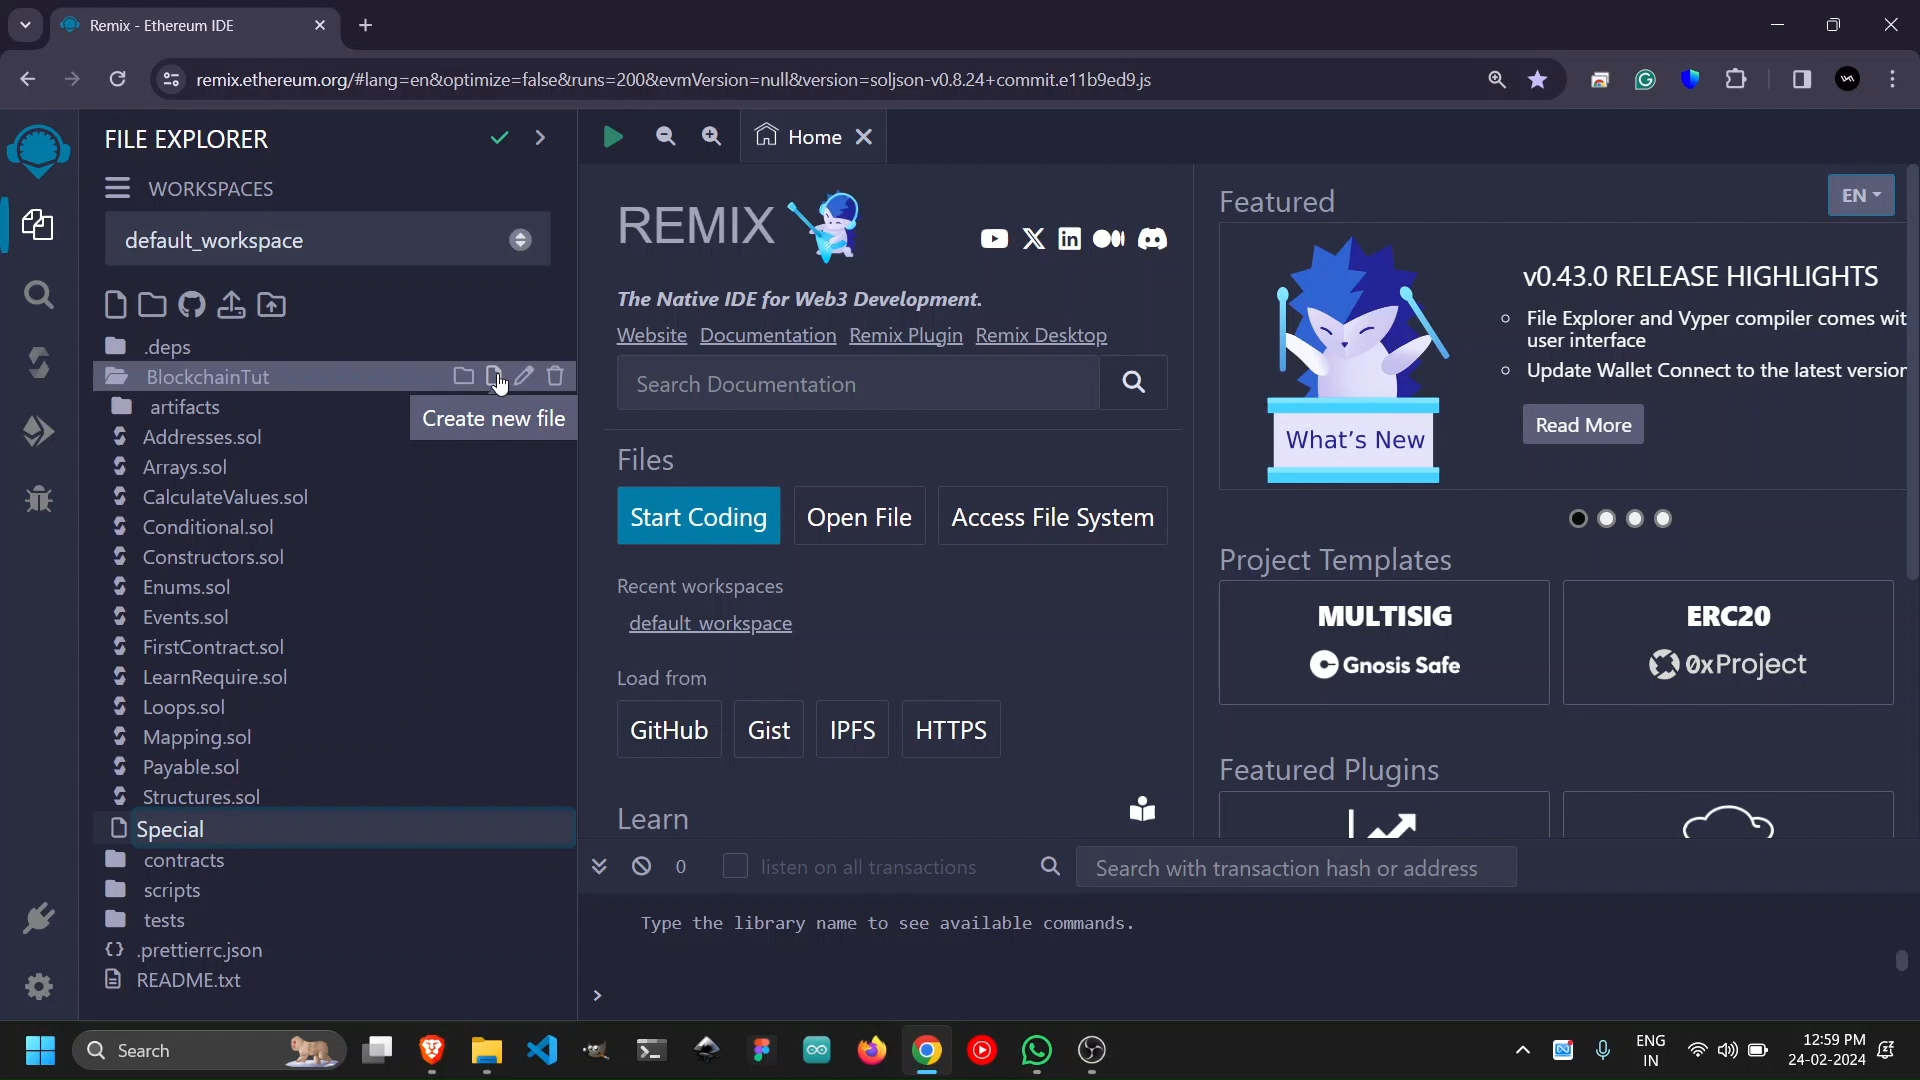 Remix - Ethereum IDE
remix.ethereum.org/#lang=en&optimize=false&runs=200&evmVersion=null&version=soljson-v0.8.24+commit.e11b9ed9.js
FILE EXPLORER
WORKSPACES
default_workspace
.deps
BlockchainTut
Create new file
artifacts
Addresses.sol
Arrays.sol
CalculateValues.sol
Conditional.sol
Constructors.sol
Enums.sol
Events.sol
FirstContract.sol
LearnRequire.sol
Loops.sol
Mapping.sol
Payable.sol
Structures.sol
Special
contracts
scripts
tests
.prettierrc.json
README.txt
Home
REMIX
The Native IDE for Web3 Development.
Website Documentation Remix Plugin Remix Desktop
Search Documentation
Files
Start Coding Open File Access File System
Recent workspaces
default workspace
Load from
GitHub Gist IPFS HTTPS
Learn
Featured
EN
What's New
v0.43.0 RELEASE HIGHLIGHTS
File Explorer and Vyper compiler comes wit
user interface
Update Wallet Connect to the latest version
Read More
Project Templates
MULTISIG
Gnosis Safe
ERC20
0xProject
Featured Plugins
0 listen on all transactions Search with transaction hash or address
Type the library name to see available commands.
>
Search
ENG
IN
12:59 PM
24-02-2024